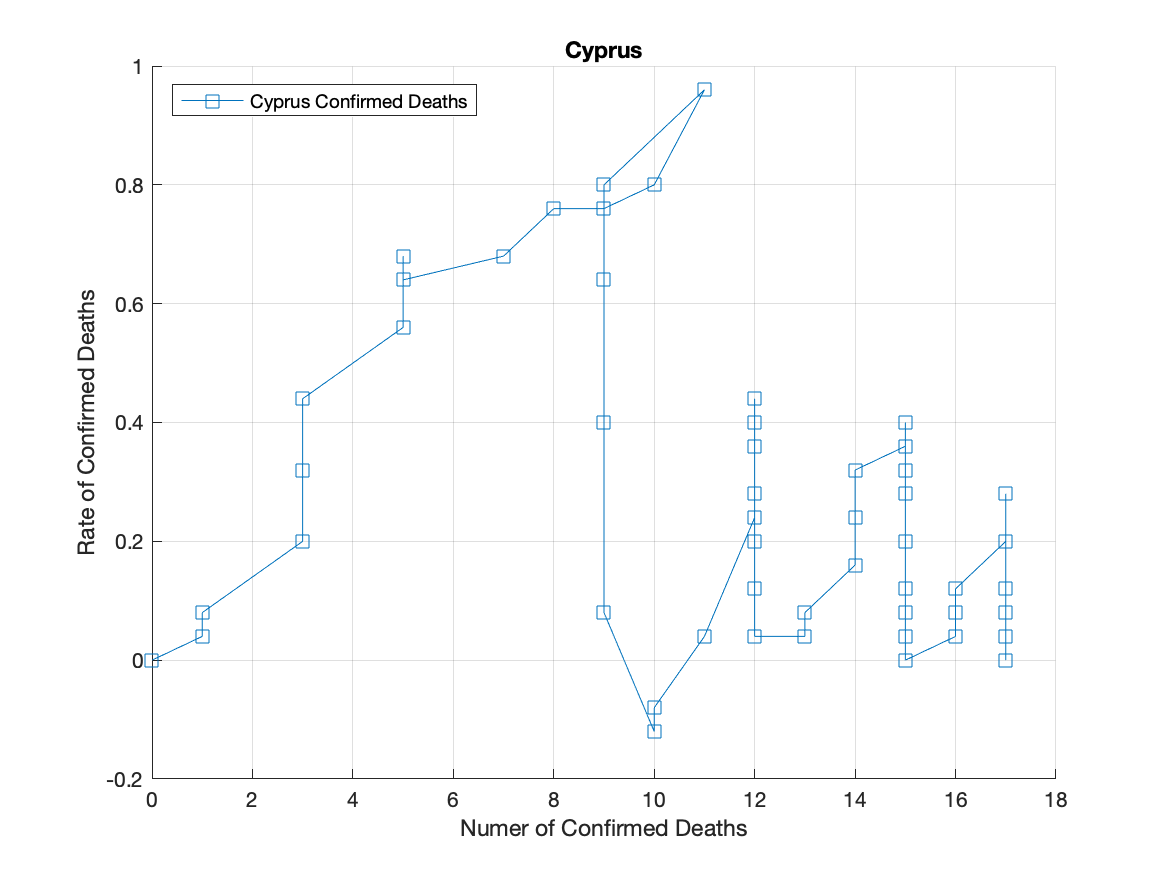 Cyprus
Cyprus Confirmed Deaths
Rate of Confirmed Deaths
1
0.8
0.6
0.4
0.2
0
-0.2
0 2 4 6 8 10 12 14 16 18
Numer of Confirmed Deaths